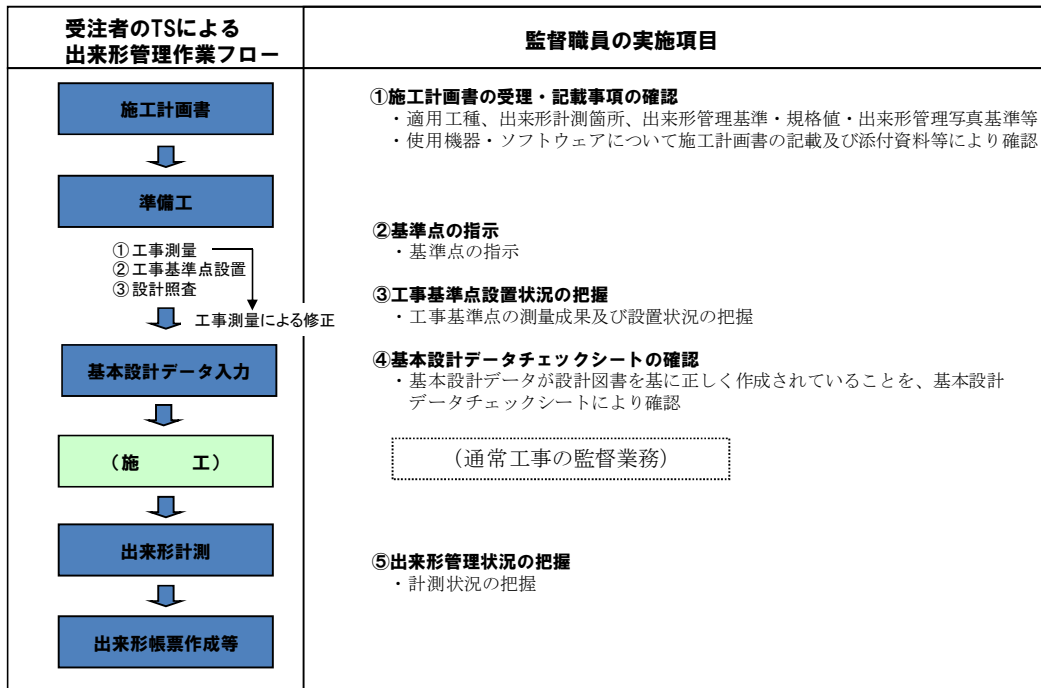 受注者のTSによる
出来形管理作業フロー
監督職員の実施項目
施工計画書
①施工計画書の受理・記載事項の確認
・適用工種、出来形計測箇所、出来形管理基準・規格値・出来形管理写真基準等
・使用機器・ソフトウェアについて施工計画書の記載及び添付資料等により確認
準備工
②基準点の指示
・基準点の指示
①工事測量
②工事基準点設置
③設計照査
工事測量による修正
③工事基準点設置状況の把握
・工事基準点の測量成果及び設置状況の把握
基本設計データ入力
④基本設計データチェックシートの確認
・基本設計データが設計図書を基に正しく作成されていることを、基本設計
データチェックシートにより確認
（施　　工）
（通常工事の監督業務）
出来形計測
⑤出来形管理状況の把握
・計測状況の把握
出来形帳票作成等